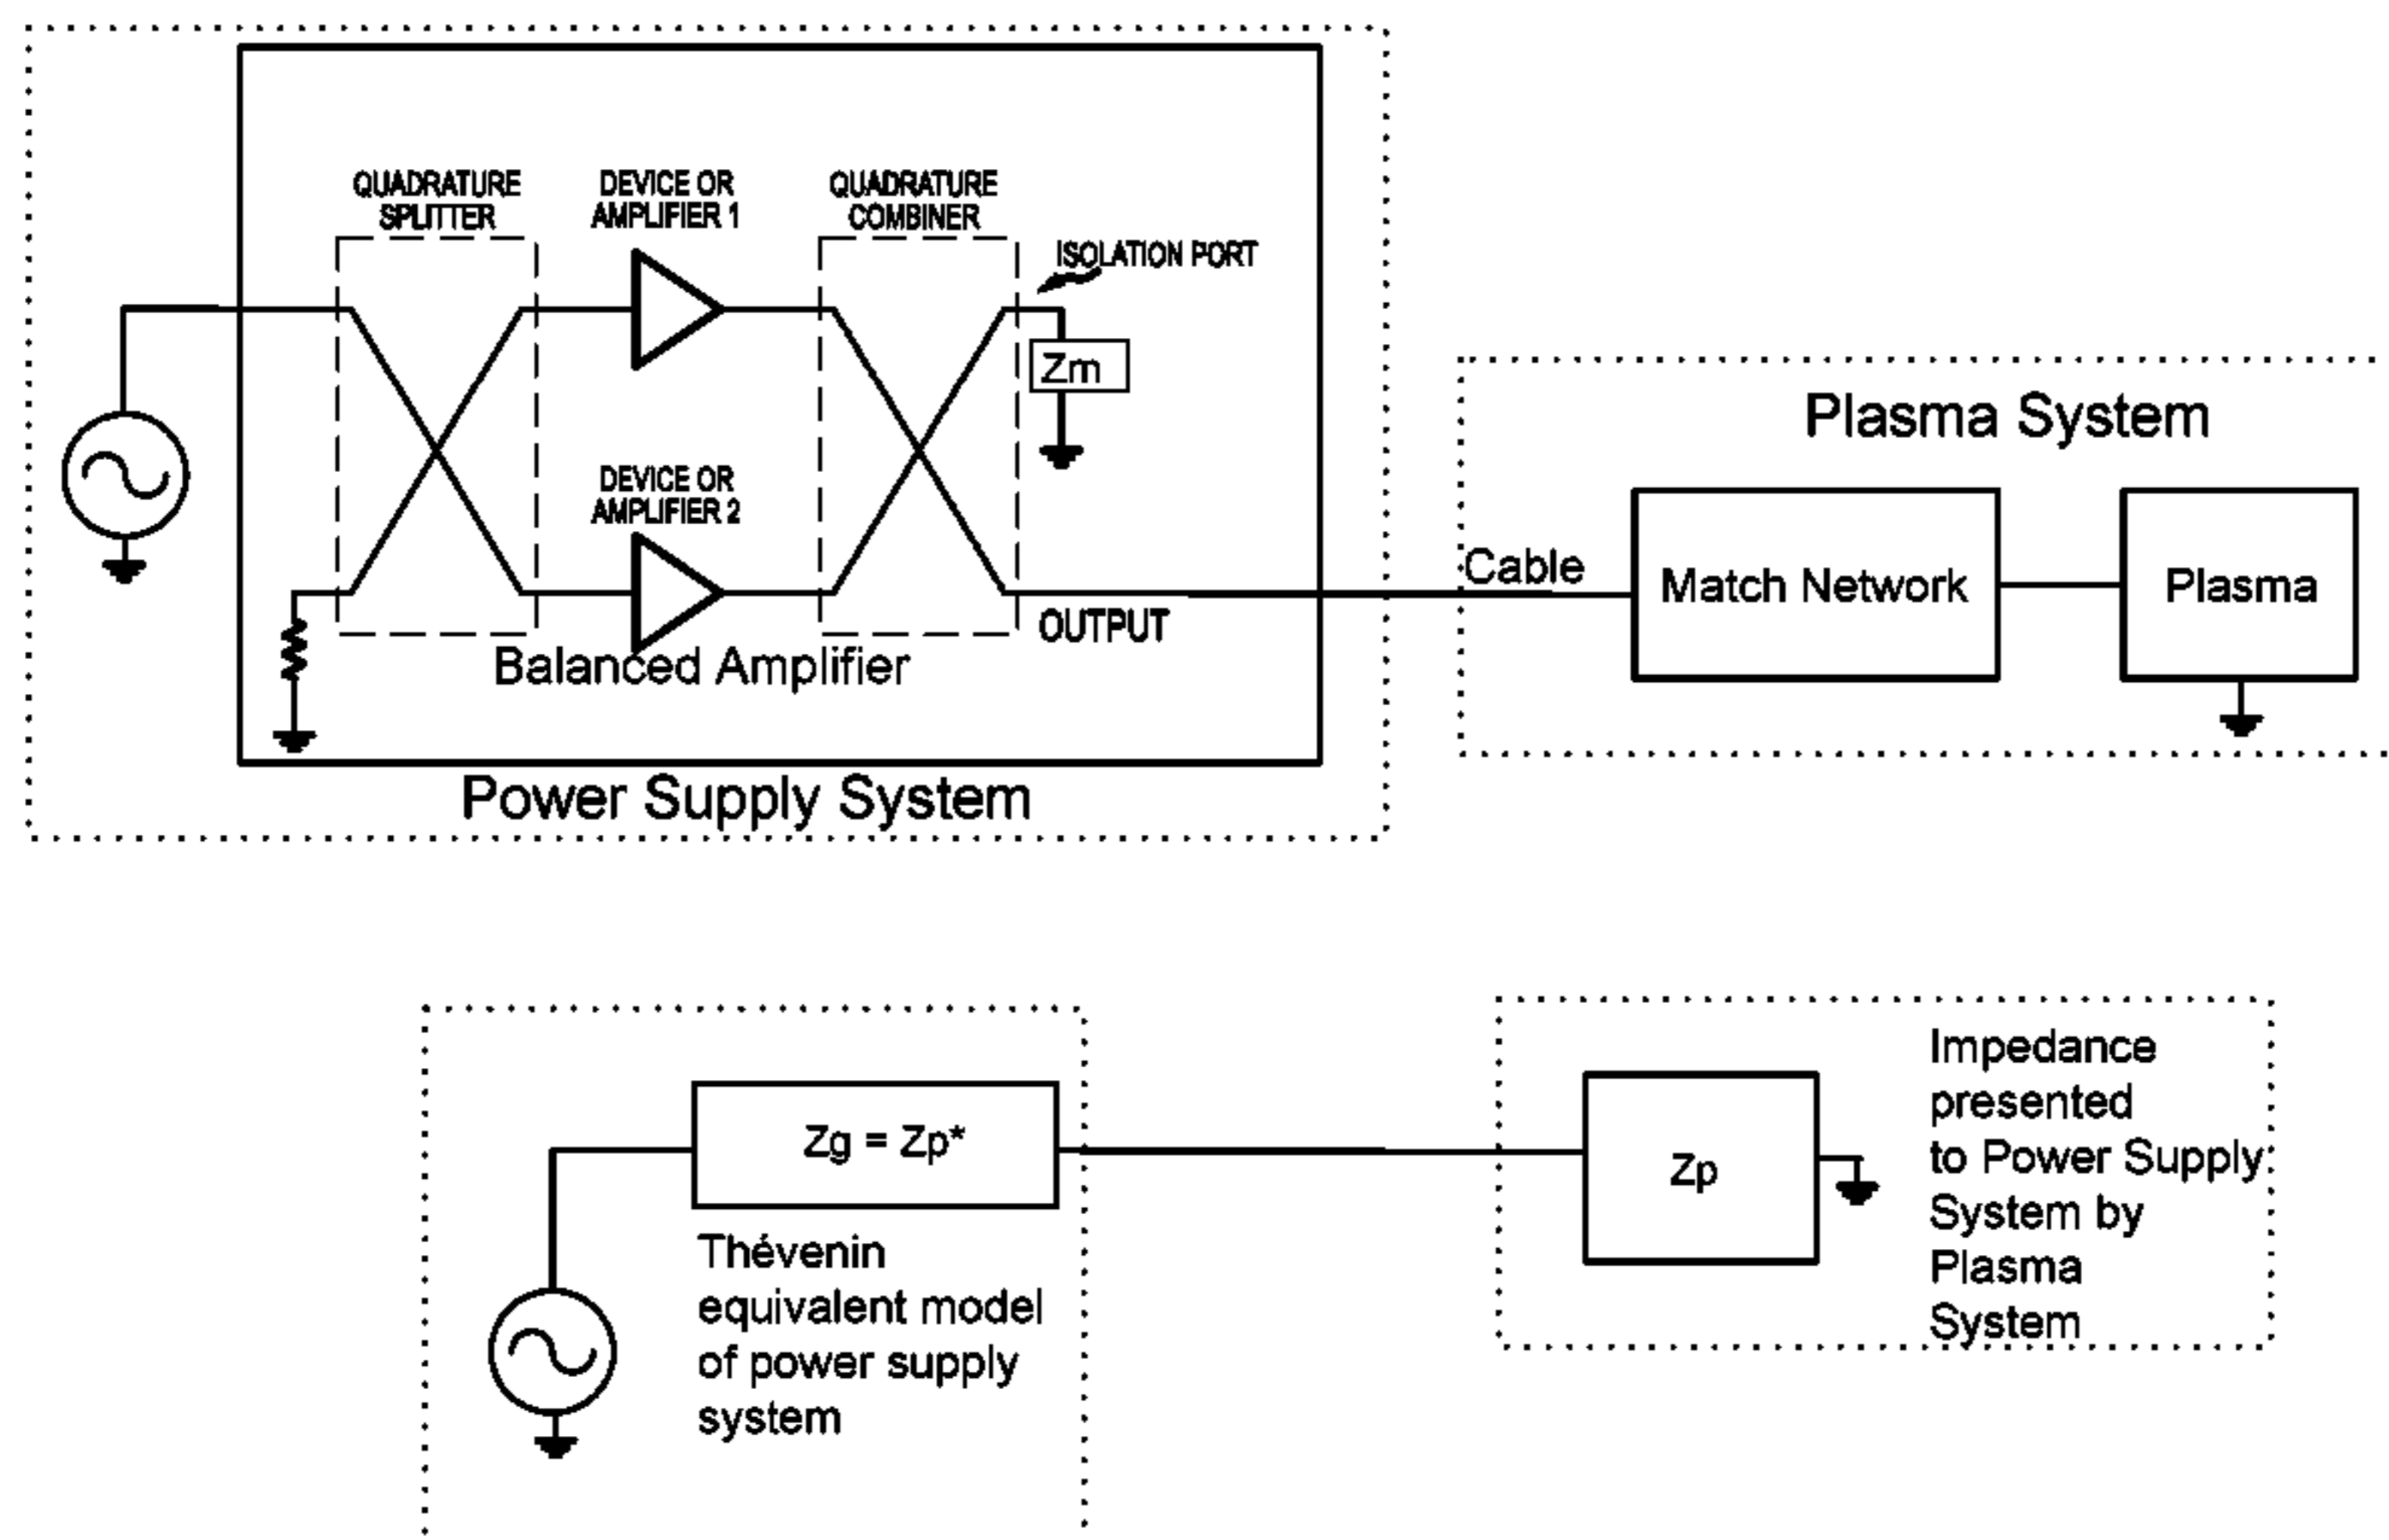 QUADRATURE
SPLITTER
DEVICE OR
AMPLIFIER 1
QUADRATURE
COMBINER
ISOLATION PORT
Zm
DEVICE OR
AMPLIFIER 2
OUTPUT
Balanced Amplifier
Power Supply System
Plasma System
Cable
Match Network
Plasma
Zg = Zp*
Thévenin
equivalent model
of power supply
system
Zp
Impedance
presented
to Power Supply
System by
Plasma
System